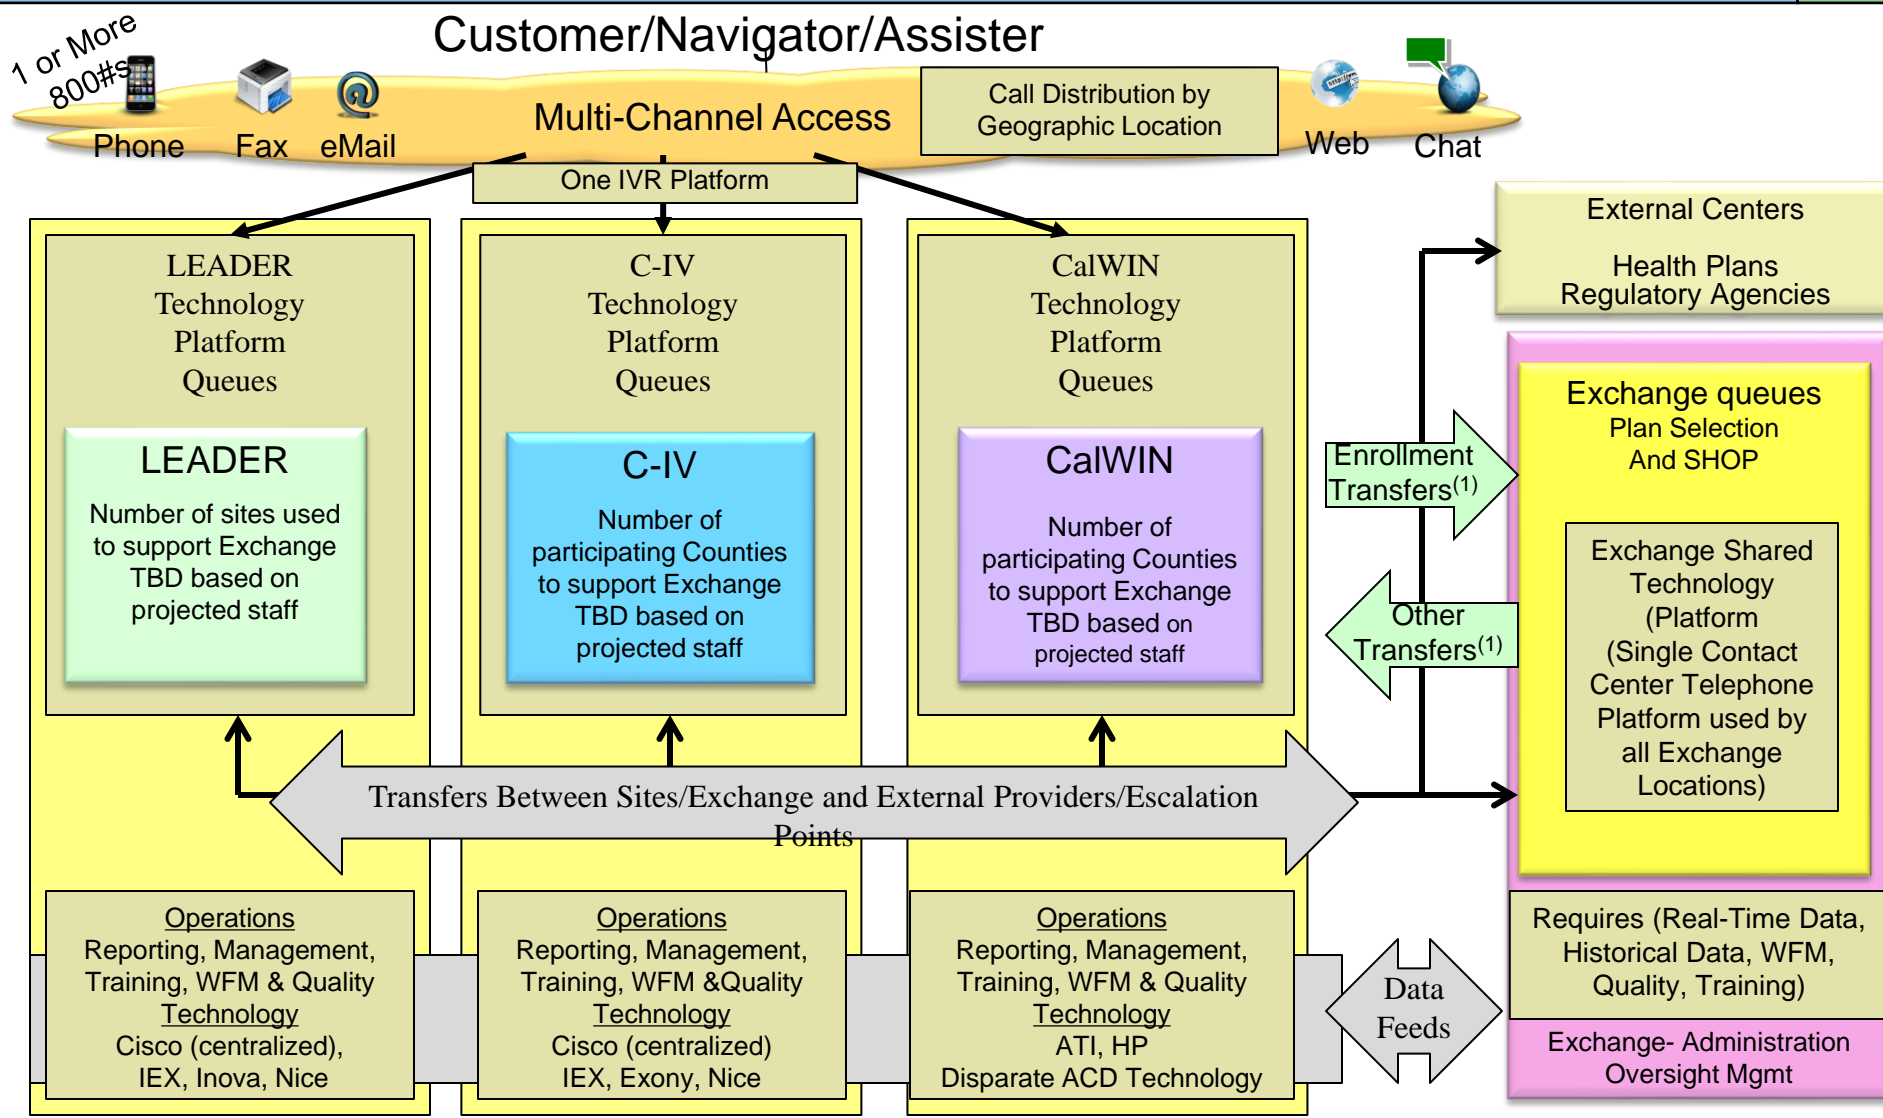 Customer/Navigator/Assister
1 or More
800#s
Phone
Fax
eMail
Multi-Channel Access
Call Distribution by
Geographic Location
Web
Chat
One IVR Platform
LEADER
Technology
Platform
Queues
LEADER
Number of sites used
to support Exchange
TBD based on
projected staff
C-IV
Technology
Platform
Queues
C-IV
Number of
participating Counties
to support Exchange
TBD based on
projected staff
CalWIN
Technology
Platform
Queues
CalWIN
Number of
participating Counties
to support Exchange
TBD based on
projected staff
External Centers
Health Plans
Regulatory Agencies
Enrollment
Transfers(1)
Other
Transfers(1)
Exchange queues
Plan Selection
And SHOP
Exchange Shared
Technology
(Platform
(Single Contact
Center Telephone
Platform used by
all Exchange
Locations)
Transfers Between Sites/Exchange and External Providers/Escalation
Points
Operations
Reporting, Management,
Training, WFM & Quality
Technology
Cisco (centralized),
IEX, Inova, Nice
Operations
Reporting, Management,
Training, WFM &Quality
Technology
Cisco (centralized)
IEX, Exony, Nice
Operations
Reporting, Management,
Training, WFM & Quality
Technology
ATI, HP
Disparate ACD Technology
Data
Feeds
Requires (Real-Time Data,
Historical Data, WFM,
Quality, Training)
Exchange- Administration
Oversight Mgmt